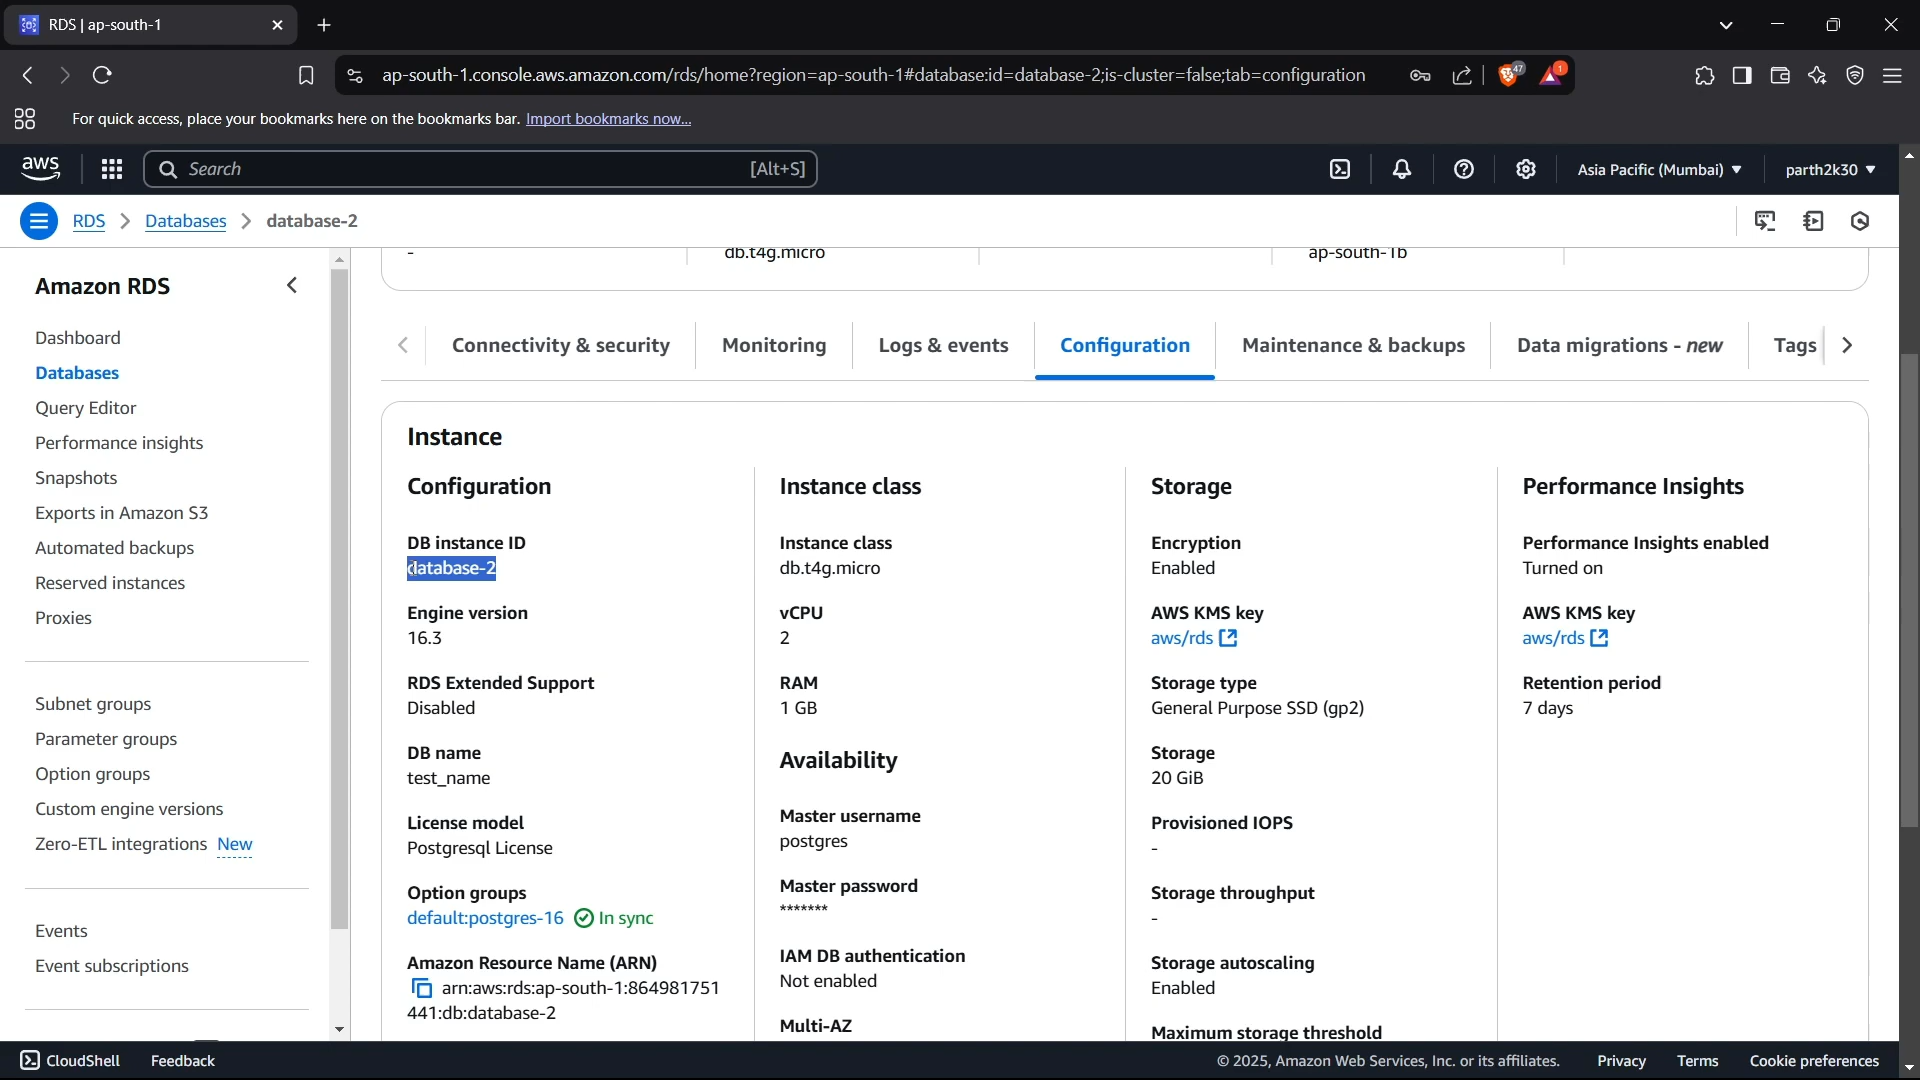 RDS | ap-south-1
ap-south-1.console.aws.amazon.com/rds/home?region=ap-south-1#database:id=database-2;is-cluster=false;tab=configuration
47
1
For quick access, place your bookmarks here on the bookmarks bar. Import bookmarks now...
aws
Search
[Alt+S]
Asia Pacific (Mumbai)
parth2k30
RDS
Databases
database-2
Amazon RDS
Dashboard
Databases
Query Editor
Performance insights
Snapshots
Exports in Amazon S3
Automated backups
Reserved instances
Proxies
Subnet groups
Parameter groups
Option groups
Custom engine versions
Zero-ETL integrations New
Events
Event subscriptions
-
db.t4g.micro
ap-south-1b
Connectivity & security
Monitoring
Logs & events
Configuration
Maintenance & backups
Data migrations - new
Tags
Instance
Configuration
DB instance ID
database-2
Engine version
16.3
RDS Extended Support
Disabled
DB name
test_name
License model
Postgresql License
Option groups
default:postgres-16 In sync
Amazon Resource Name (ARN)
arn:aws:rds:ap-south-1:864981751
441:db:database-2
Instance class
Instance class
db.t4g.micro
vCPU
2
RAM
1 GB
Availability
Master username
postgres
Master password
*******
IAM DB authentication
Not enabled
Multi-AZ
Storage
Encryption
Enabled
AWS KMS key
aws/rds
Storage type
General Purpose SSD (gp2)
Storage
20 GiB
Provisioned IOPS
-
Storage throughput
-
Storage autoscaling
Enabled
Maximum storage threshold
Performance Insights
Performance Insights enabled
Turned on
AWS KMS key
aws/rds
Retention period
7 days
CloudShell
Feedback
© 2025, Amazon Web Services, Inc. or its affiliates.
Privacy
Terms
Cookie preferences